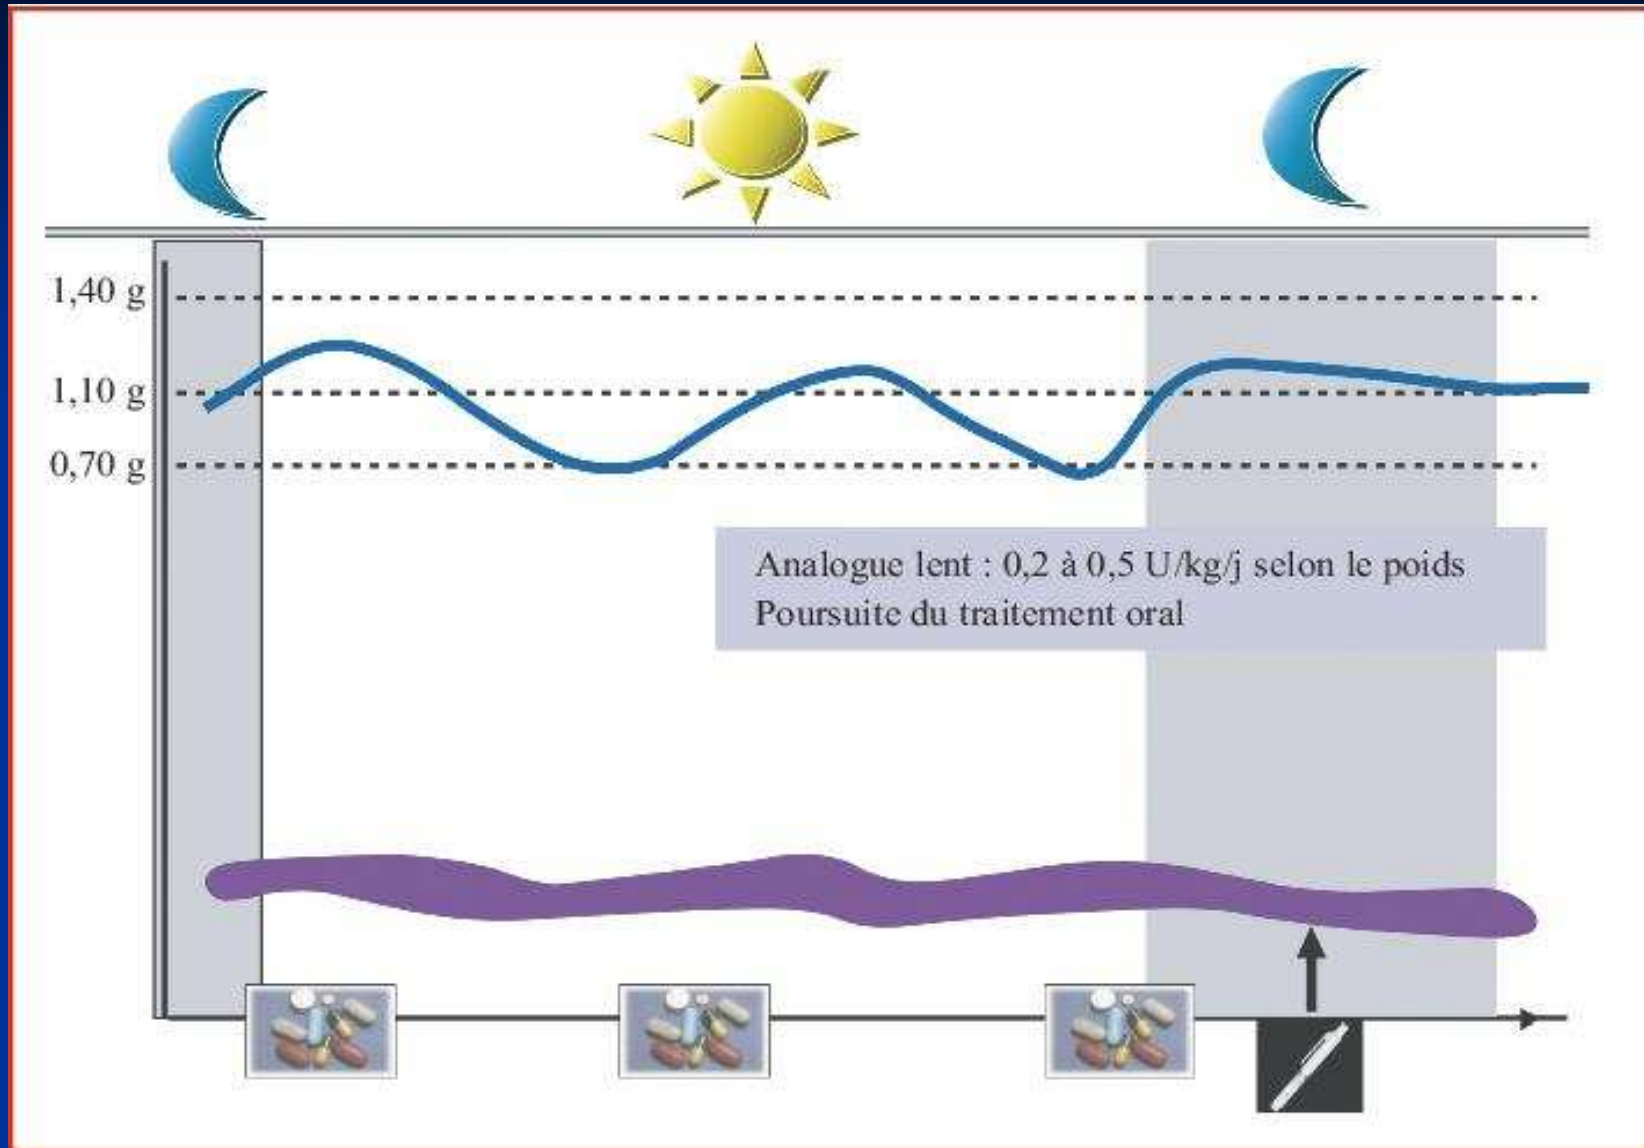 1,40 g
1,10 g
0,70 g
Analogue lent : 0,2 à 0,5 U/kg/j selon le poids
Poursuite du traitement oral